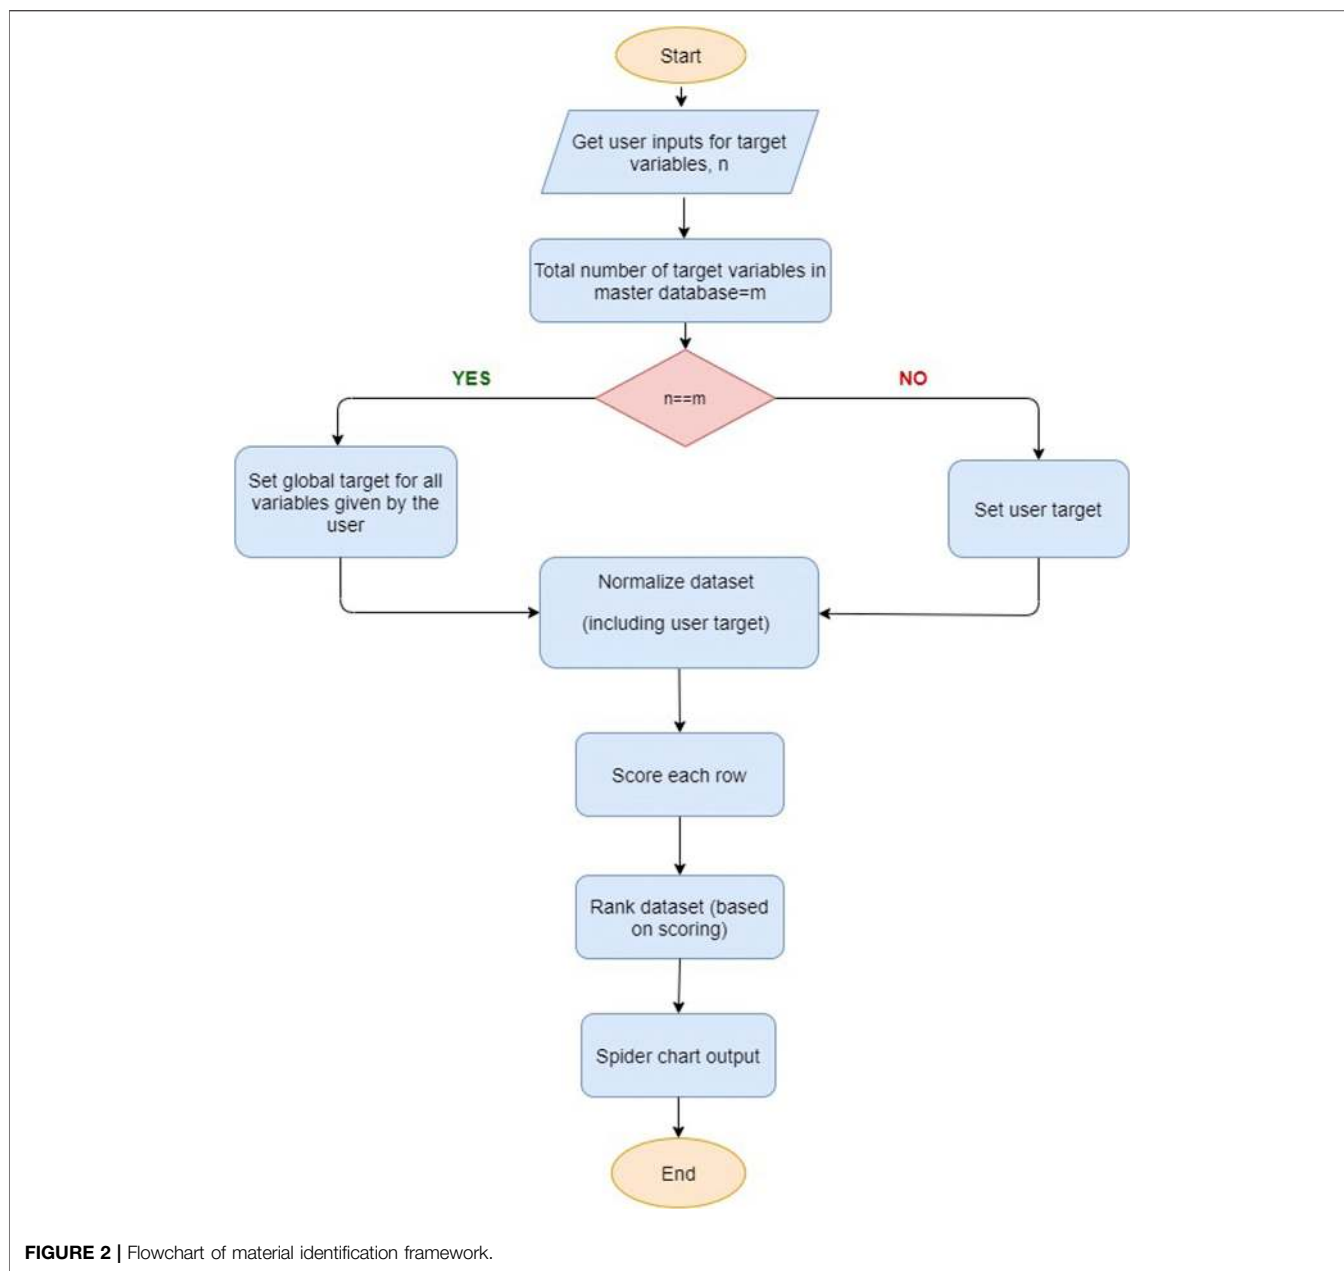 Start
Get user inputs for target
variables, n
Total number of target variables in
master database=m
n==m
YES
NO
Set global target for all
variables given by the
user
Set user target
Normalize dataset
(including user target)
Score each row
Rank dataset (based
on scoring)
Spider chart output
End
FIGURE 2 | Flowchart of material identification framework.